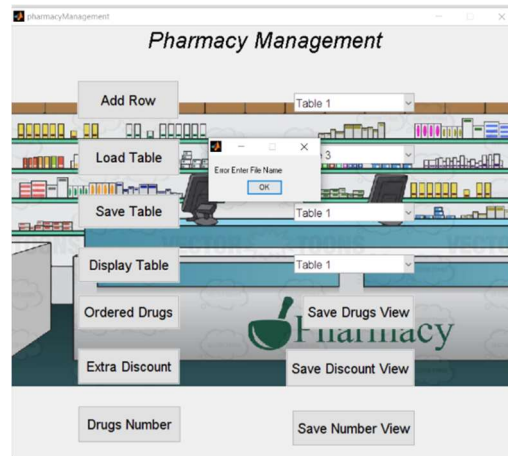 pharmacyManagement
Pharmacy Management
Add Row
Table 1
Load Table
3
Error Enter File Name
OK
Save Table
Table 1
Display Table
Table 1
Ordered Drugs
Save Drugs View
Pharmacy
Extra Discount
Save Discount View
Drugs Number
Save Number View